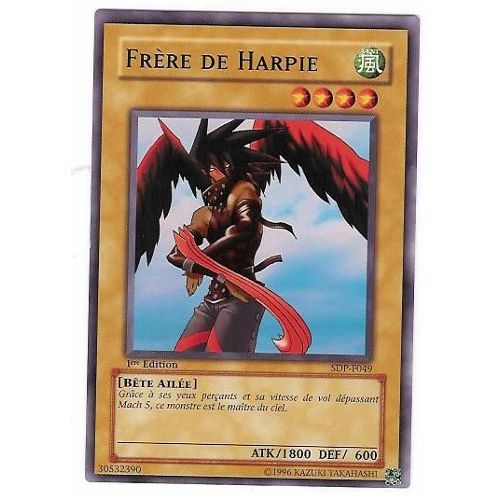 FRÈRE DE HARPIE
VENT
風
1ère Edition
SDP-F049
[BÊTE AILÉE]
Grâce à ses yeux perçants et sa vitesse de vol dépassant
Mach 5, ce monstre est le maître du ciel.
ATK/1800 DEF/ 600
30532390
©1996 KAZUKI TAKAHASHI